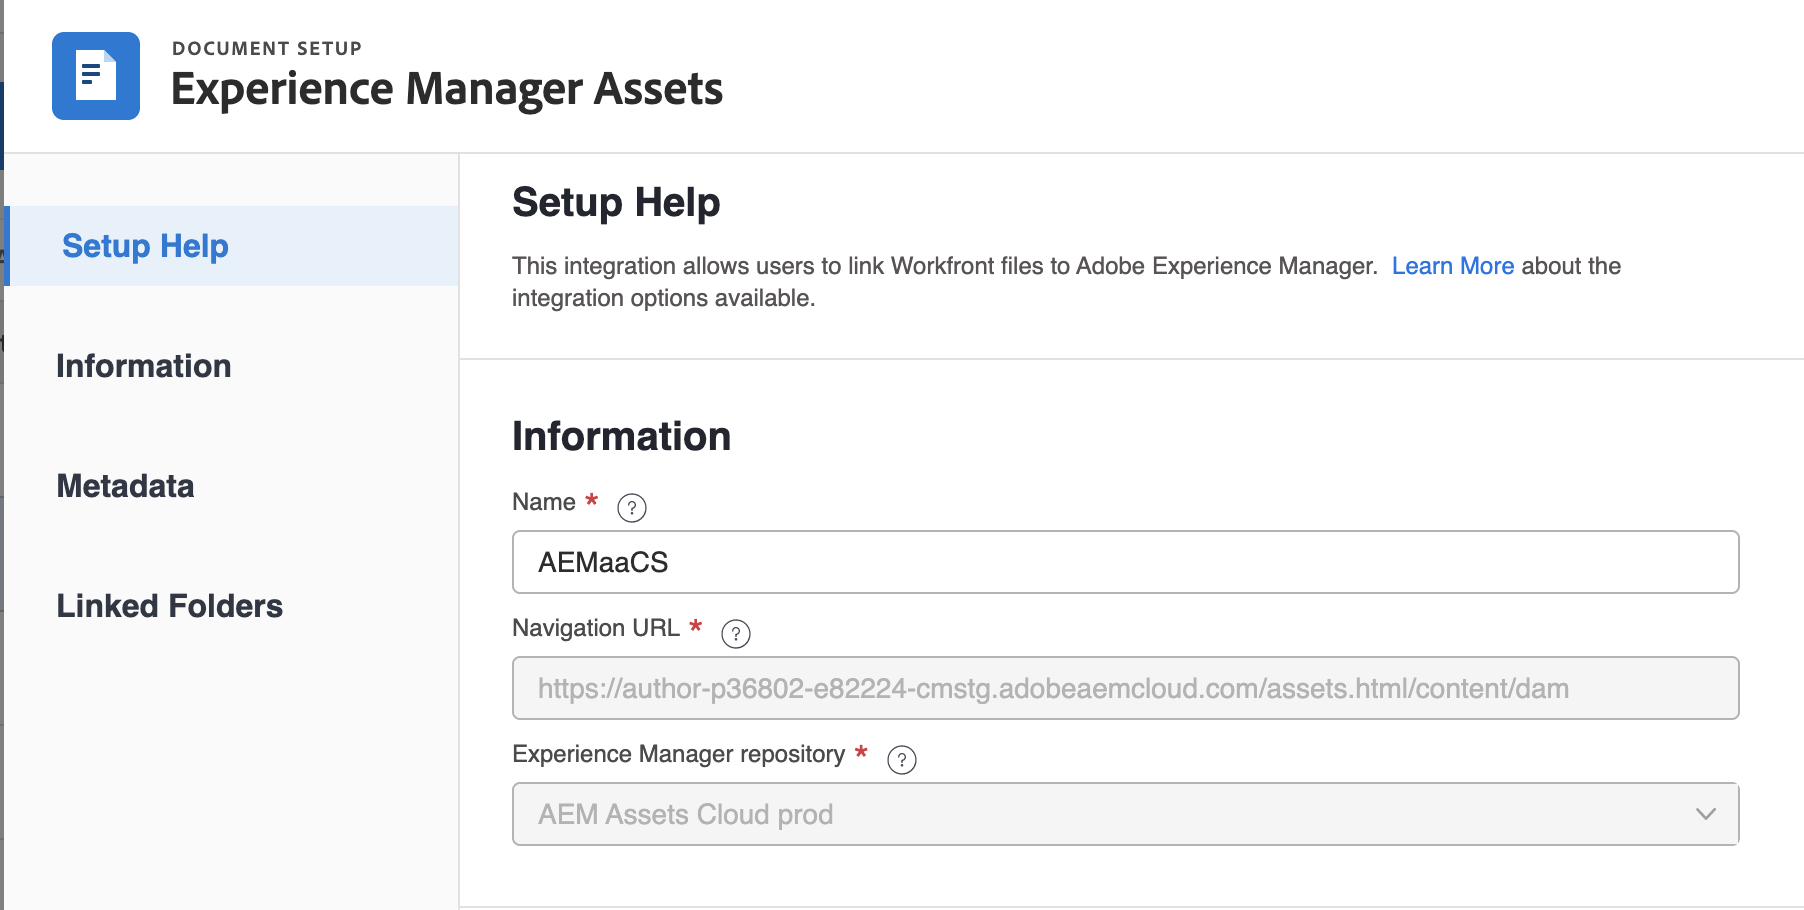 DOCUMENT SETUP
Experience Manager Assets
Setup Help
Information
Metadata
Linked Folders
Setup Help
This integration allows users to link Workfront files to Adobe Experience Manager. Learn More about the
integration options available.
Information
Name * ?
AEMaaCS
Navigation URL * ?
https://author-p36802-e82224-cmstg.adobeaemcloud.com/assets.html/content/dam
Experience Manager repository * ?
AEM Assets Cloud prod